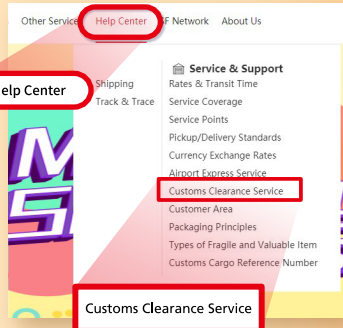 Other Service
Help Center
SF Network
About Us
elp Center
Shipping
Track & Trace
Service & Support
Rates & Transit Time
Service Coverage
Service Points
Pickup/Delivery Standards
Currency Exchange Rates
Airport Express Service
Customs Clearance Service
Customer Area
Packaging Principles
Types of Fragile and Valuable Item
Customs Cargo Reference Number
Customs Clearance Service